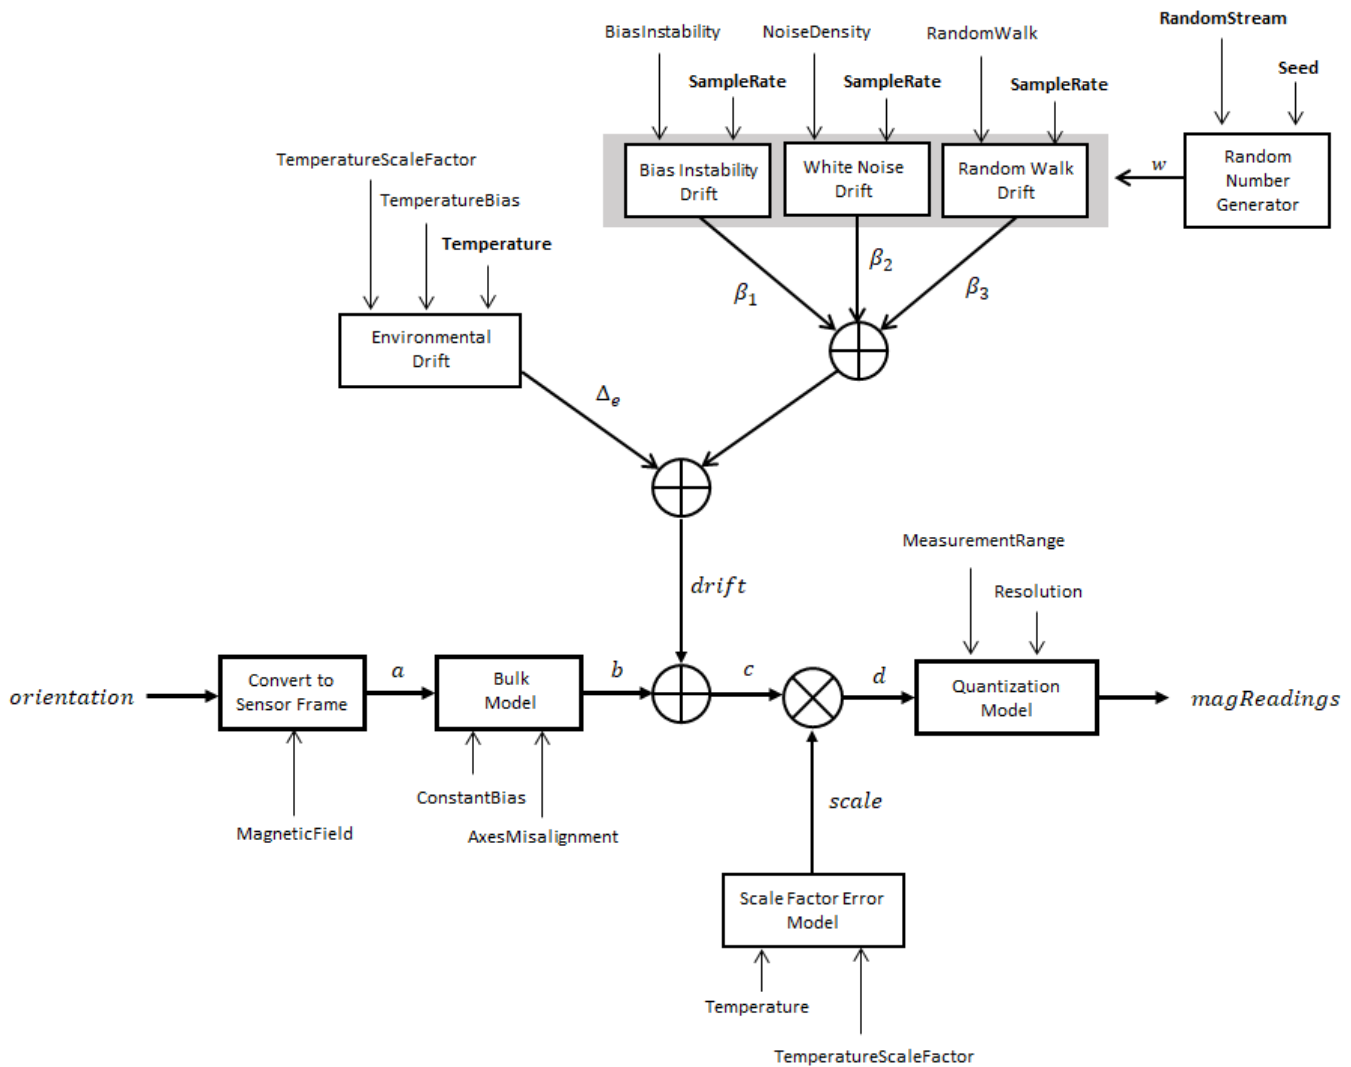 RandomStream
BiasInstability
NoiseDensity
RandomWalk
Seed
SampleRate
SampleRate
SampleRate
TemperatureScaleFactor
Bias Instability
Drift
White Noise
Drift
Random Walk
Drift
w
Random
Number
Generator
TemperatureBias
Temperature
β₁
β₂
β₃
Environmental
Drift
Δₑ
MeasurementRange
drift
Resolution
orientation
Convert to
Sensor Frame
a
Bulk
Model
b
c
d
Quantization
Model
magReadings
ConstantBias
MagneticField
AxesMisalignment
scale
Scale Factor Error
Model
Temperature
TemperatureScaleFactor